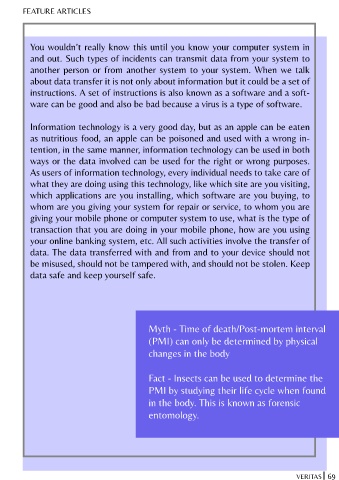 FEATURE ARTICLES
You wouldn't really know this until you know your computer system in
and out. Such types of incidents can transmit data from your system to
another person or from another system to your system. When we talk
about data transfer it is not only about information but it could be a set of
instructions. A set of instructions is also known as a software and a soft-
ware can be good and also be bad because a virus is a type of software.
Information technology is a very good day, but as an apple can be eaten
as nutritious food, an apple can be poisoned and used with a wrong in-
tention, in the same manner, information technology can be used in both
ways or the data involved can be used for the right or wrong purposes.
As users of information technology, every individual needs to take care of
what they are doing using this technology, like which site are you visiting,
which applications are you installing, which software are you buying, to
whom are you giving your system for repair or service, to whom you are
giving your mobile phone or computer system to use, what is the type of
transaction that you are doing in your mobile phone, how are you using
your online banking system, etc. All such activities involve the transfer of
data. The data transferred with and from and to your device should not
be misused, should not be tampered with, and should not be stolen. Keep
data safe and keep yourself safe.
Myth - Time of death/Post-mortem interval
(PMI) can only be determined by physical
changes in the body
Fact - Insects can be used to determine the
PMI by studying their life cycle when found
in the body. This is known as forensic
entomology.
VERITAS 69